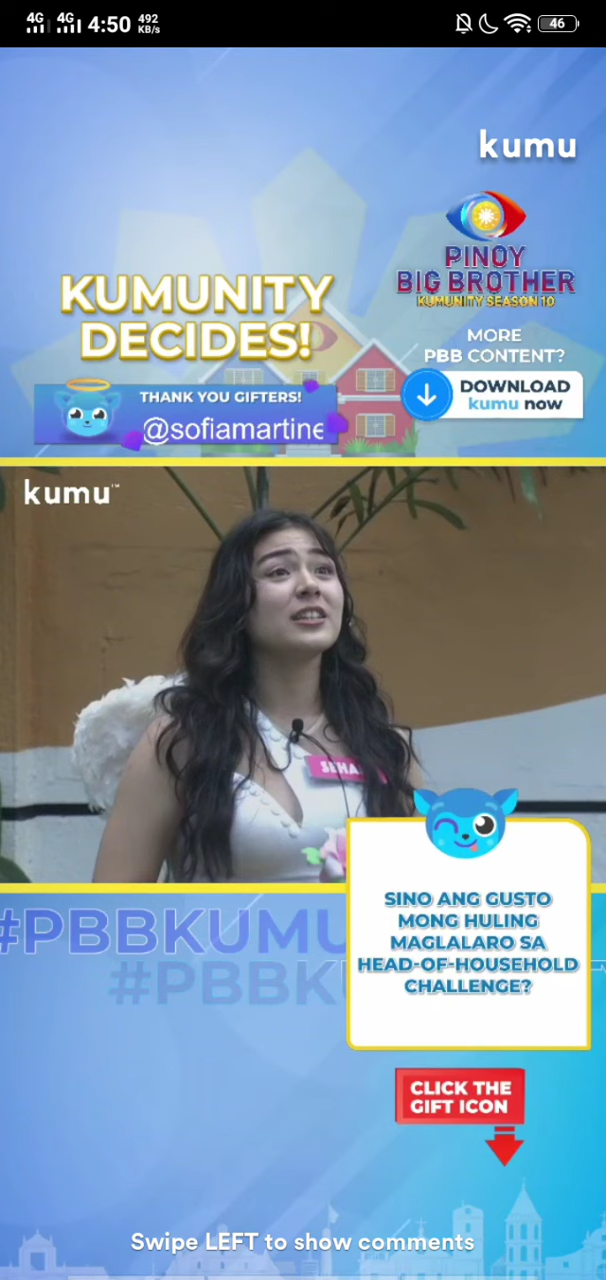 4G 4G 4:50 492 KB/s 46
kumu
PINOY
BIG BROTHER
KUMUNITY SEASON 10
KUMUNITY
DECIDES!
MORE
PBB CONTENT?
DOWNLOAD
kumu now
THANK YOU GIFTERS!
@sofiamartine
kumu™
SINO ANG GUSTO
MONG HULING
MAGLALARO SA
HEAD-OF-HOUSEHOLD
CHALLENGE?
#PBBKUMU
#PBBK
CLICK THE
GIFT ICON
Swipe LEFT to show comments